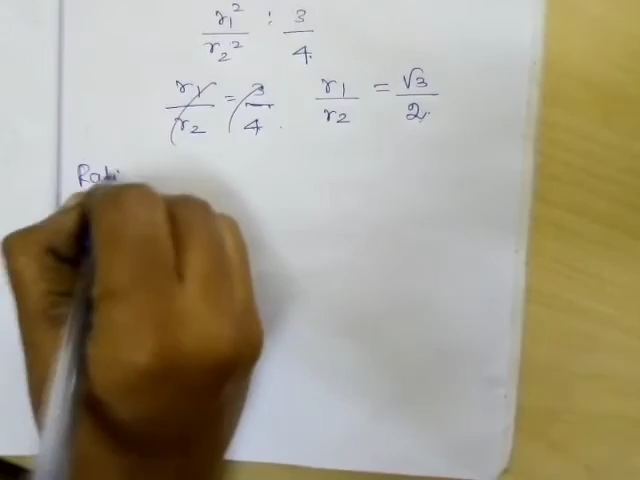 r₁² / r₂² : 3 / 4
r₁ / r₂ = 3 / 4 r₁ / r₂ = √3 / 2
Rati